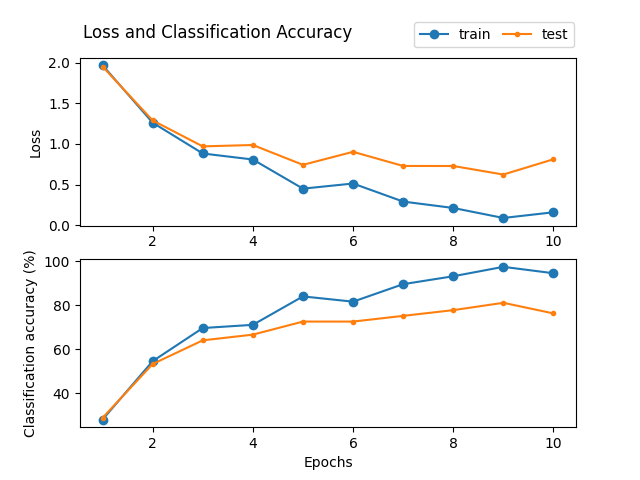 Loss and Classification Accuracy
train test
2.0
1.5
1.0
0.5
0.0
Loss
2 4 6 8 10
100
80
60
40
Classification accuracy (%)
2 4 6 8 10
Epochs